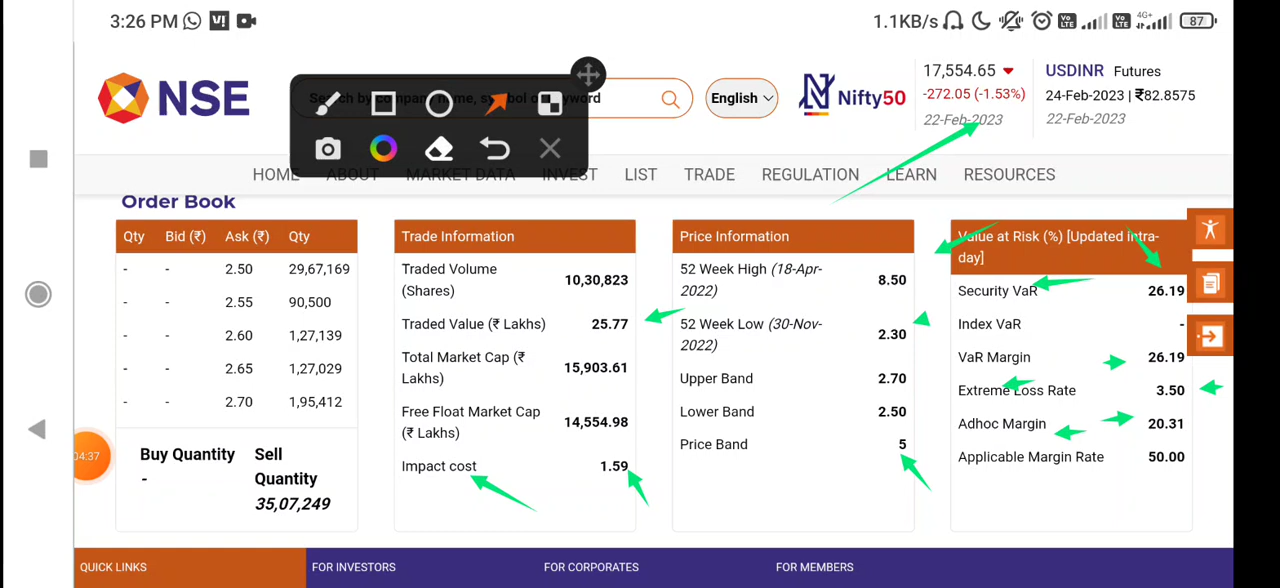 3:26 PM
1.1KB/s
4G+
87
NSE
English
Nifty50
17,554.65
-272.05 (-1.53%)
22-Feb-2023
USDINR Futures
24-Feb-2023 | ₹82.8575
22-Feb-2023
HOME ABOUT MARKET DATA INVEST LIST TRADE REGULATION LEARN RESOURCES
Order Book
Qty Bid (₹) Ask (₹) Qty
- - 2.50 29,67,169
- - 2.55 90,500
- - 2.60 1,27,139
- - 2.65 1,27,029
- - 2.70 1,95,412
Buy Quantity Sell
- Quantity
35,07,249
Trade Information
Traded Volume
(Shares) 10,30,823
Traded Value (₹ Lakhs) 25.77
Total Market Cap (₹
Lakhs) 15,903.61
Free Float Market Cap
(₹ Lakhs) 14,554.98
Impact cost 1.59
Price Information
52 Week High (18-Apr-
2022) 8.50
52 Week Low (30-Nov-
2022) 2.30
Upper Band 2.70
Lower Band 2.50
Price Band 5
Value at Risk (%) [Updated intra-
day]
Security VaR 26.19
Index VaR -
VaR Margin 26.19
Extreme Loss Rate 3.50
Adhoc Margin 20.31
Applicable Margin Rate 50.00
04:37
QUICK LINKS
FOR INVESTORS
FOR CORPORATES
FOR MEMBERS